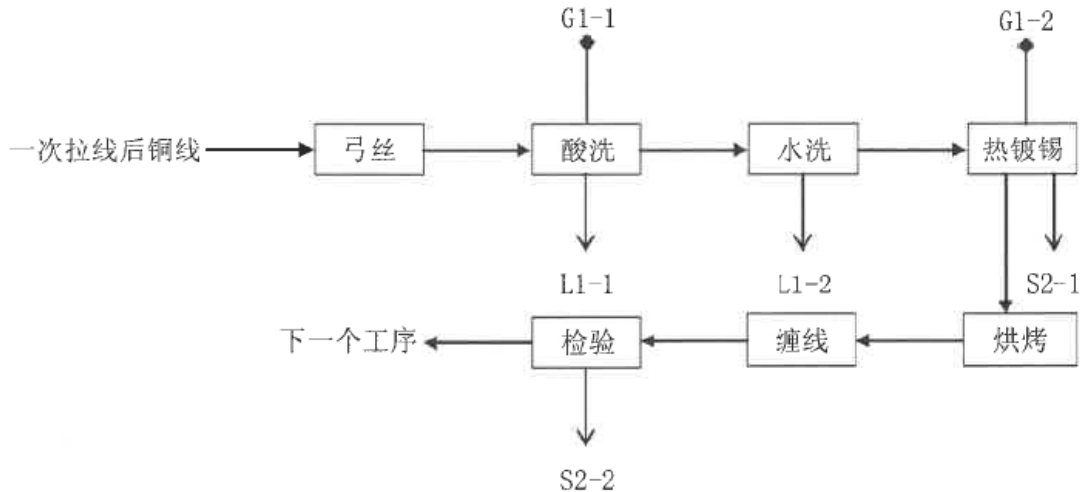 G1-1
G1-2
一次拉线后铜线
弓丝
酸洗
水洗
热镀锡
L1-1
L1-2
S2-1
下一个工序
检验
缠线
烘烤
S2-2